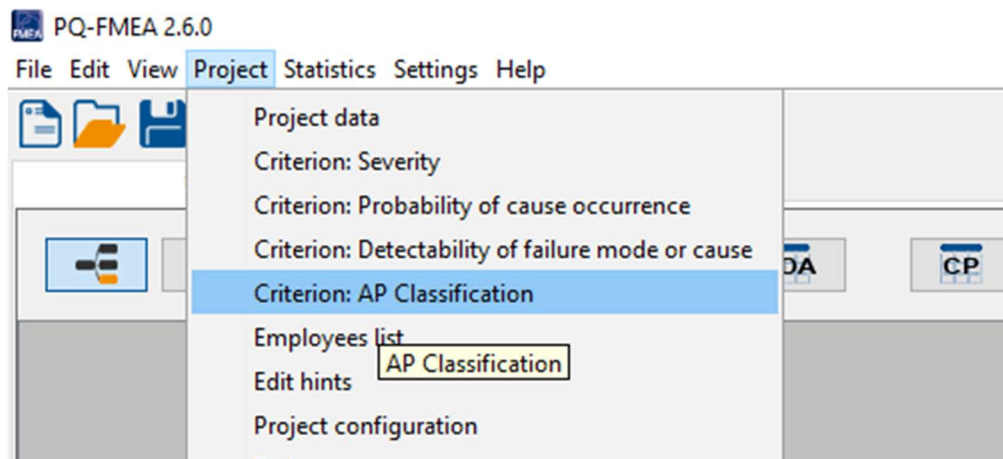 FMEA PQ-FMEA 2.6.0
File Edit View Project Statistics Settings Help
Project data
Criterion: Severity
Criterion: Probability of cause occurrence
Criterion: Detectability of failure mode or cause
DA CP
Criterion: AP Classification
Employees list
AP Classification
Edit hints
Project configuration